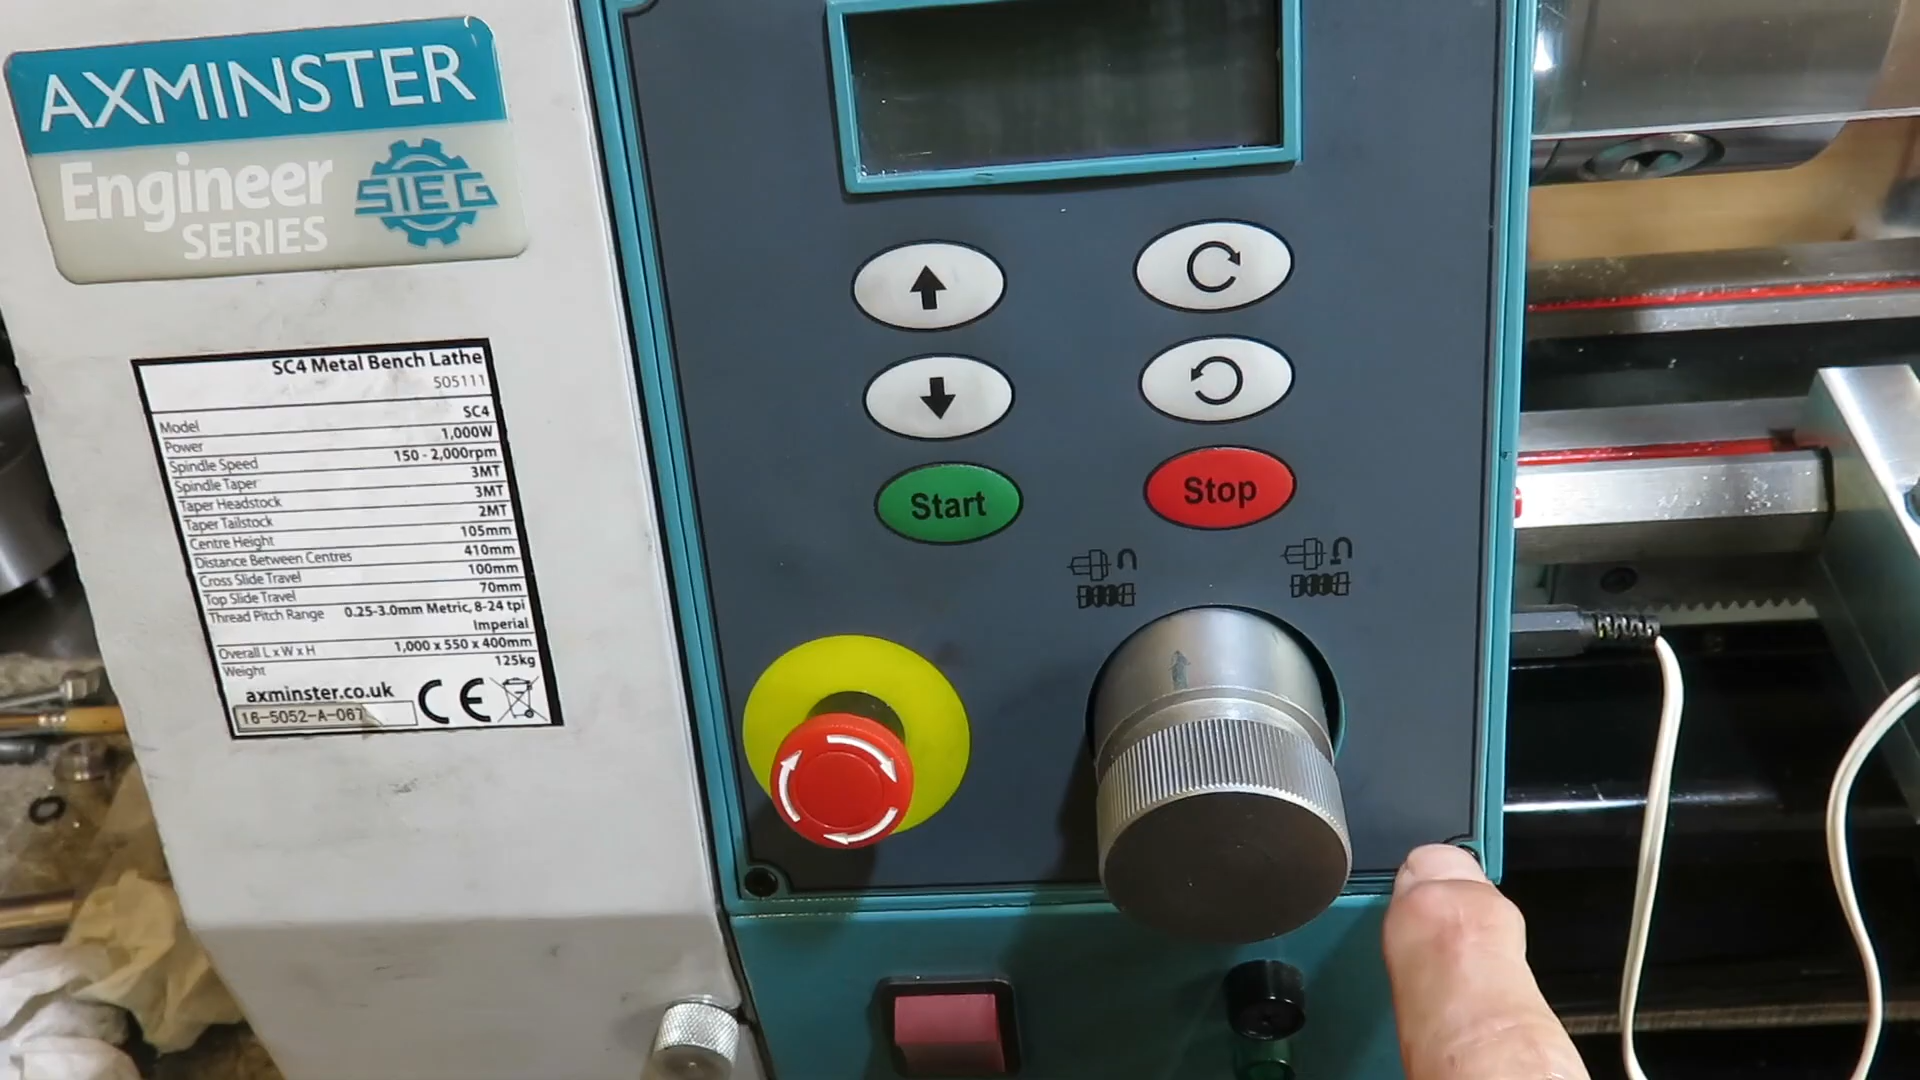 AXMINSTER
Engineer
SERIES
SIEG
SC4 Metal Bench Lathe
505111
Model SC4
Power 1,000W
Spindle Speed 150 - 2,000rpm
Spindle Taper 3MT
Taper Headstock 3MT
Taper Tailstock 2MT
Centre Height 105mm
Distance Between Centres 410mm
Cross Slide Travel 100mm
Top Slide Travel 70mm
Thread Pitch Range 0.25-3.0mm Metric, 8-24 tpi
Imperial
Overall L x W x H 1,000 x 550 x 400mm
Weight 125kg
axminster.co.uk CE
16-5052-A-067
Start
Stop